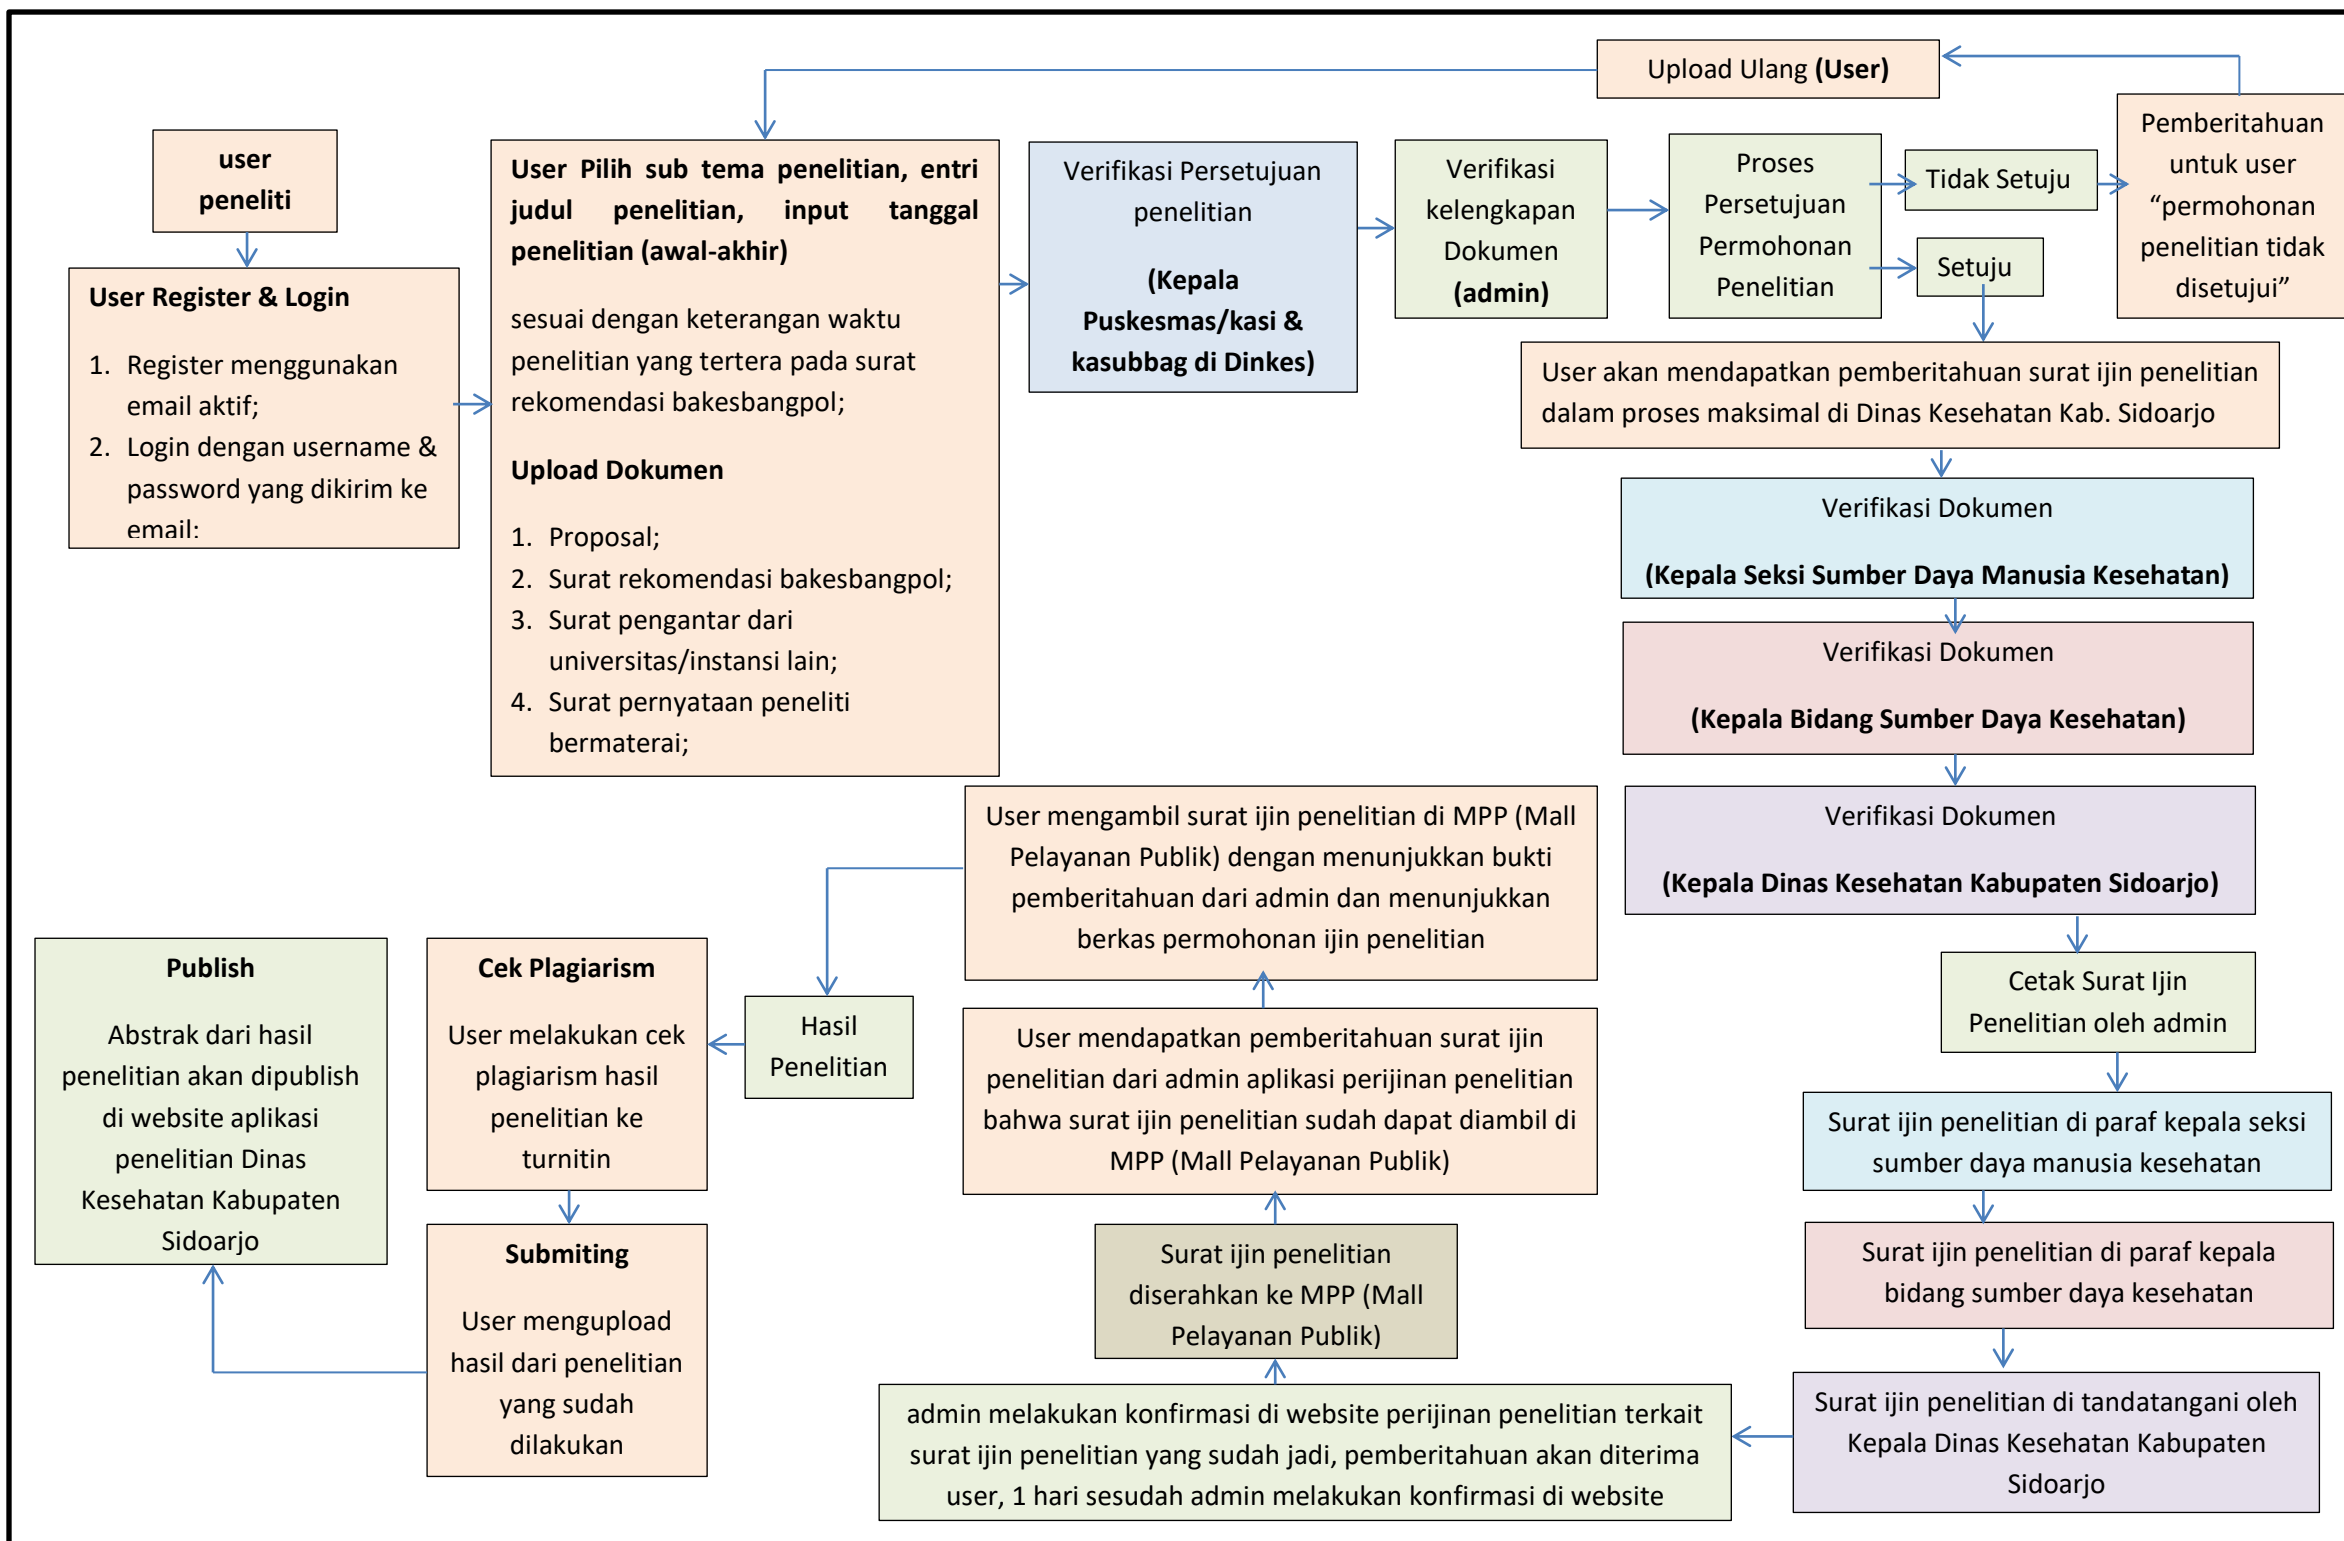 Upload Ulang (User)
user
peneliti
User Register & Login
1. Register menggunakan
email aktif;
2. Login dengan username &
password yang dikirim ke
email:
User Pilih sub tema penelitian, entri
judul penelitian, input tanggal
penelitian (awal-akhir)
sesuai dengan keterangan waktu
penelitian yang tertera pada surat
rekomendasi bakesbangpol;
Upload Dokumen
1. Proposal;
2. Surat rekomendasi bakesbangpol;
3. Surat pengantar dari
universitas/instansi lain;
4. Surat pernyataan peneliti
bermaterai;
Verifikasi Persetujuan
penelitian
(Kepala
Puskesmas/kasi &
kasubbag di Dinkes)
Verifikasi
kelengkapan
Dokumen
(admin)
Proses
Persetujuan
Permohonan
Penelitian
Tidak Setuju
Setuju
Pemberitahuan
untuk user
“permohonan
penelitian tidak
disetujui”
User akan mendapatkan pemberitahuan surat ijin penelitian
dalam proses maksimal di Dinas Kesehatan Kab. Sidoarjo
Verifikasi Dokumen
(Kepala Seksi Sumber Daya Manusia Kesehatan)
Verifikasi Dokumen
(Kepala Bidang Sumber Daya Kesehatan)
Verifikasi Dokumen
(Kepala Dinas Kesehatan Kabupaten Sidoarjo)
Cetak Surat Ijin
Penelitian oleh admin
Surat ijin penelitian di paraf kepala seksi
sumber daya manusia kesehatan
Surat ijin penelitian di paraf kepala
bidang sumber daya kesehatan
Surat ijin penelitian di tandatangani oleh
Kepala Dinas Kesehatan Kabupaten
Sidoarjo
admin melakukan konfirmasi di website perijinan penelitian terkait
surat ijin penelitian yang sudah jadi, pemberitahuan akan diterima
user, 1 hari sesudah admin melakukan konfirmasi di website
Surat ijin penelitian
diserahkan ke MPP (Mall
Pelayanan Publik)
User mendapatkan pemberitahuan surat ijin
penelitian dari admin aplikasi perijinan penelitian
bahwa surat ijin penelitian sudah dapat diambil di
MPP (Mall Pelayanan Publik)
User mengambil surat ijin penelitian di MPP (Mall
Pelayanan Publik) dengan menunjukkan bukti
pemberitahuan dari admin dan menunjukkan
berkas permohonan ijin penelitian
Hasil
Penelitian
Cek Plagiarism
User melakukan cek
plagiarism hasil
penelitian ke
turnitin
Submiting
User mengupload
hasil dari penelitian
yang sudah
dilakukan
Publish
Abstrak dari hasil
penelitian akan dipublish
di website aplikasi
penelitian Dinas
Kesehatan Kabupaten
Sidoarjo